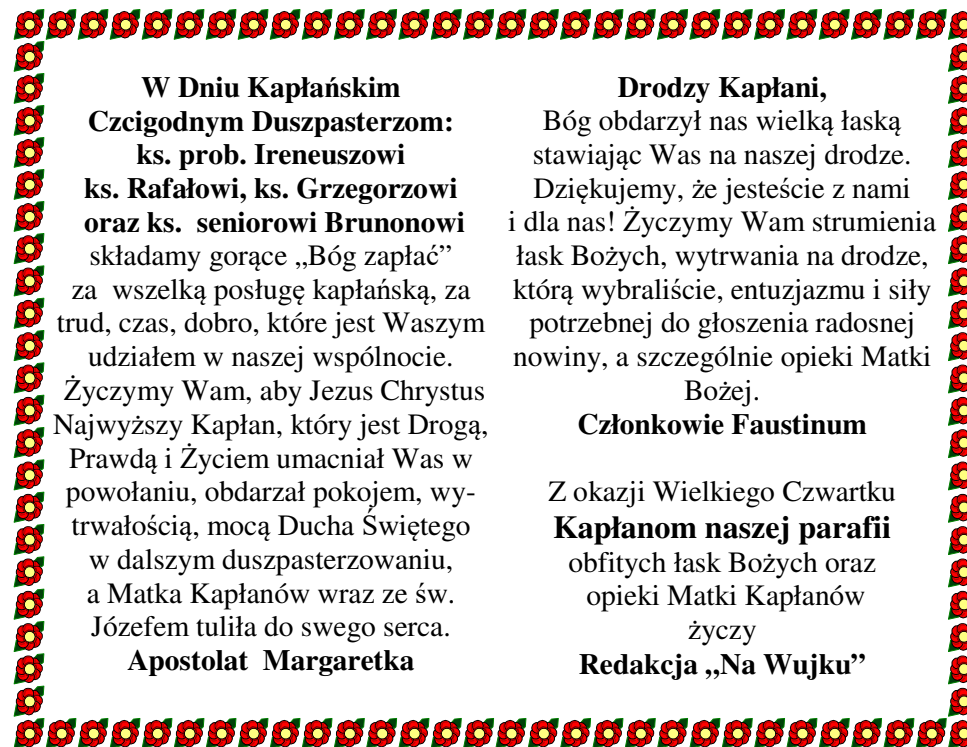 W Dniu Kapłańskim
Czcigodnym Duszpasterzom:
ks. prob. Ireneuszowi
ks. Rafałowi, ks. Grzegorzowi
oraz ks. seniorowi Brunonowi
składamy gorące „Bóg zapłać”
za wszelką posługę kapłańską, za
trud, czas, dobro, które jest Waszym
udziałem w naszej wspólnocie.
Życzymy Wam, aby Jezus Chrystus
Najwyższy Kapłan, który jest Drogą,
Prawdą i Życiem umacniał Was w
powołaniu, obdarzał pokojem, wy-
trwałością, mocą Ducha Świętego
w dalszym duszpasterzowaniu,
a Matka Kapłanów wraz ze św.
Józefem tuliła do swego serca.
Apostolat Margaretka
Drodzy Kapłani,
Bóg obdarzył nas wielką łaską
stawiając Was na naszej drodze.
Dziękujemy, że jesteście z nami
i dla nas! Życzymy Wam strumienia
łask Bożych, wytrwania na drodze,
którą wybraliście, entuzjazmu i siły
potrzebnej do głoszenia radosnej
nowiny, a szczególnie opieki Matki
Bożej.
Członkowie Faustinum
Z okazji Wielkiego Czwartku
Kapłanom naszej parafii
obfitych łask Bożych oraz
opieki Matki Kapłanów
życzy
Redakcja „Na Wujku”